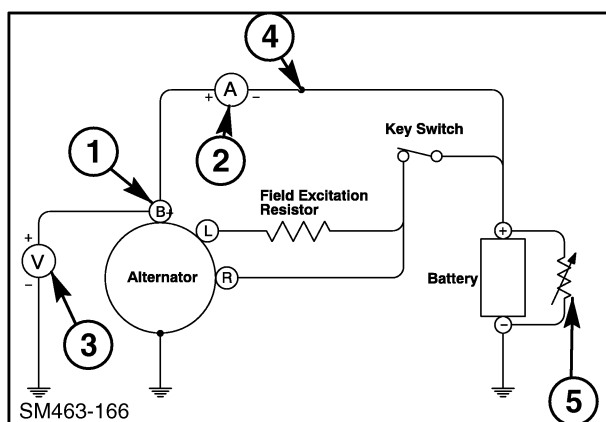 4
A
+ −
Key Switch
1
2
B+
Field Excitation
Resistor
L
+
V
−
Alternator
R
+
Battery
−
3
5
SM463-166